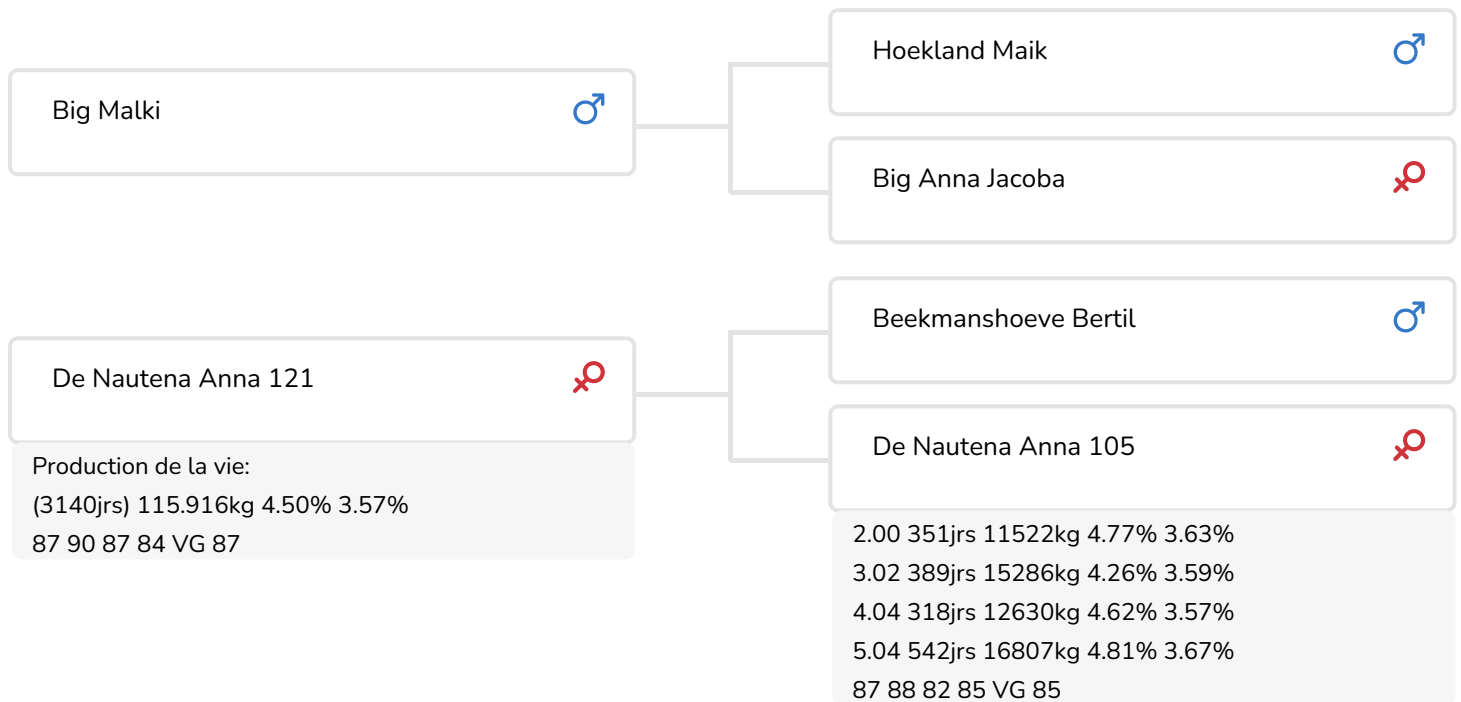 Big Malki
De Nautena Anna 121
Production de la vie:
(3140jrs) 115.916kg 4.50% 3.57%
87 90 87 84 VG 87
Hoekland Maik
Big Anna Jacoba
Beekmanshoeve Bertil
De Nautena Anna 105
2.00 351jrs 11522kg 4.77% 3.63%
3.02 389jrs 15286kg 4.26% 3.59%
4.04 318jrs 12630kg 4.62% 3.57%
5.04 542jrs 16807kg 4.81% 3.67%
87 88 82 85 VG 85